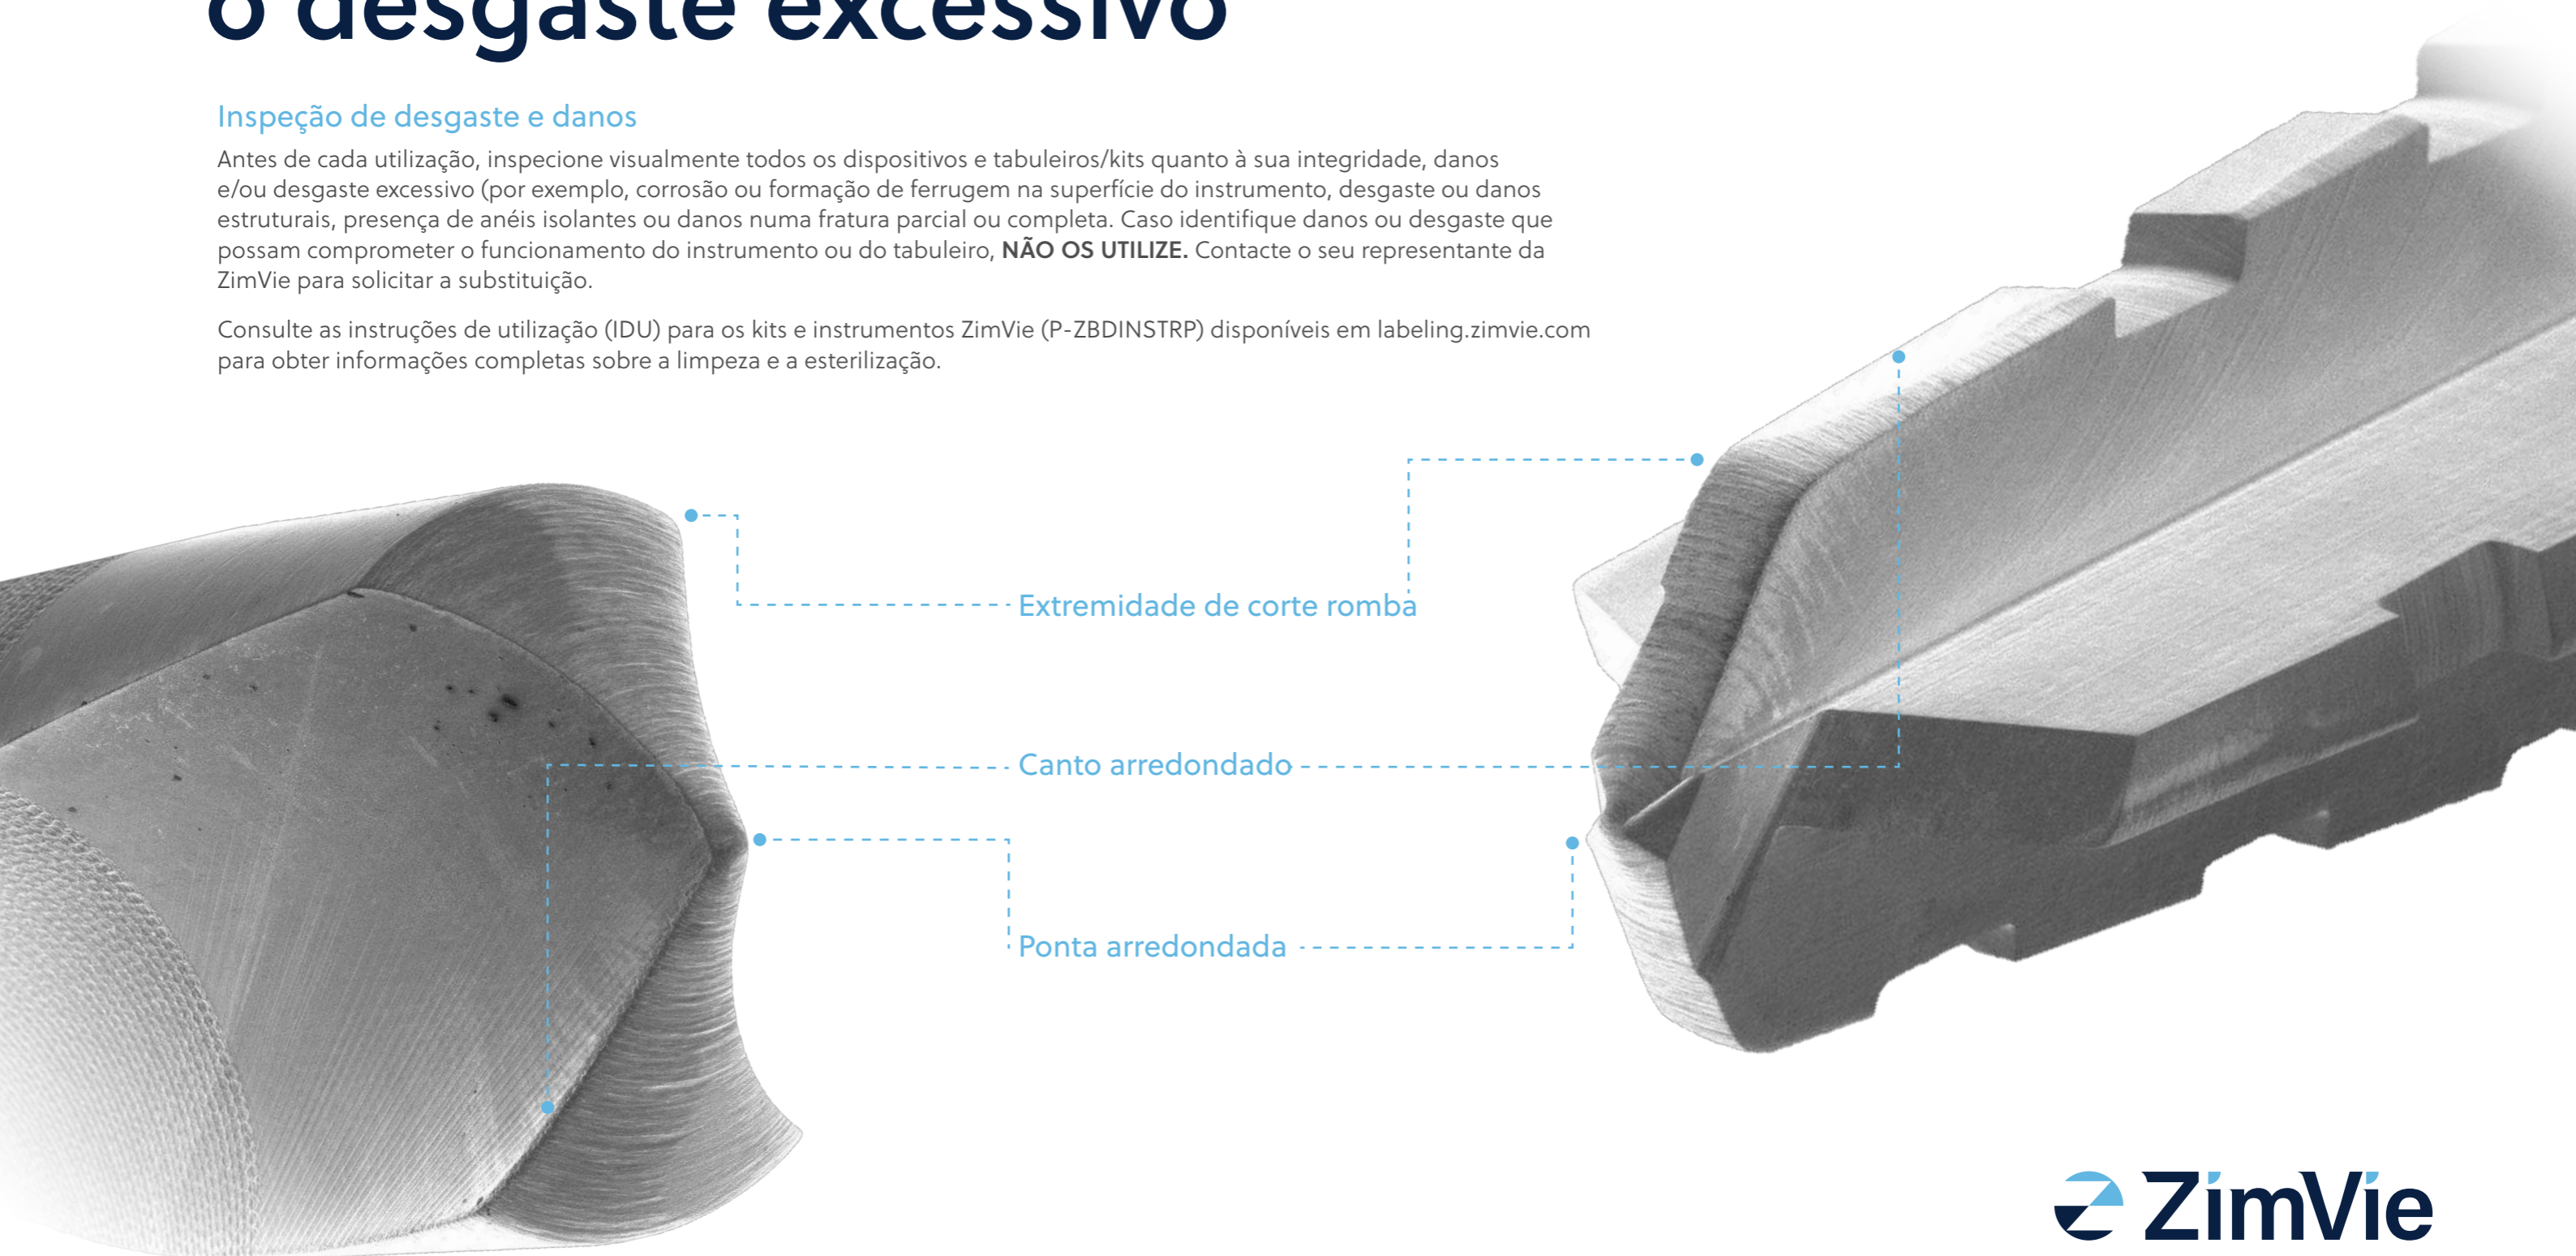 o desgaste excessivo
Inspeção de desgaste e danos
Antes de cada utilização, inspecione visualmente todos os dispositivos e tabuleiros/kits quanto à sua integridade, danos
e/ou desgaste excessivo (por exemplo, corrosão ou formação de ferrugem na superfície do instrumento, desgaste ou danos
estruturais, presença de anéis isolantes ou danos numa fratura parcial ou completa. Caso identifique danos ou desgaste que
possam comprometer o funcionamento do instrumento ou do tabuleiro, NÃO OS UTILIZE. Contacte o seu representante da
ZimVie para solicitar a substituição.
Consulte as instruções de utilização (IDU) para os kits e instrumentos ZimVie (P-ZBDINSTRP) disponíveis em labeling.zimvie.com
para obter informações completas sobre a limpeza e a esterilização.
Extremidade de corte romba
Canto arredondado
Ponta arredondada
ZimVie